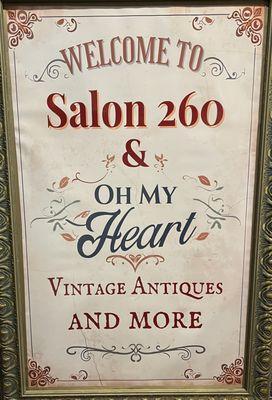 WELCOME TO
Salon 260
&
OH MY
Heart
VINTAGE ANTIQUES
AND MORE